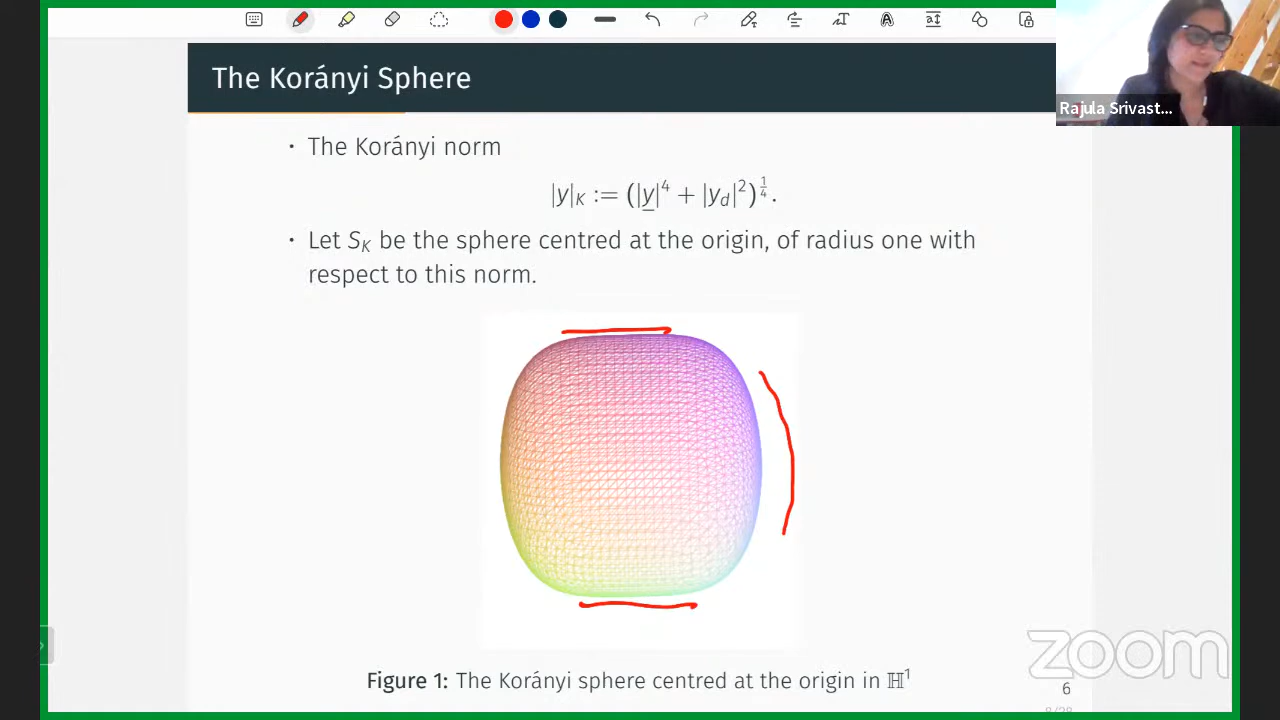 The Korányi Sphere
Rajula Srivast...
• The Korányi norm
|y|_K := (|y̲|^4 + |y_d|^2)^{1/4}.
• Let S_K be the sphere centred at the origin, of radius one with
respect to this norm.
zoom
Figure 1: The Korányi sphere centred at the origin in ℍ^1
6
8/28